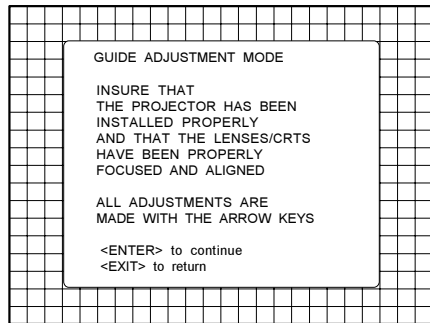 GUIDE ADJUSTMENT MODE
INSURE THAT
THE PROJECTOR HAS BEEN
INSTALLED PROPERLY
AND THAT THE LENSES/CRTS
HAVE BEEN PROPERLY
FOCUSED AND ALIGNED
ALL ADJUSTMENTS ARE
MADE WITH THE ARROW KEYS
<ENTER> to continue
<EXIT> to return